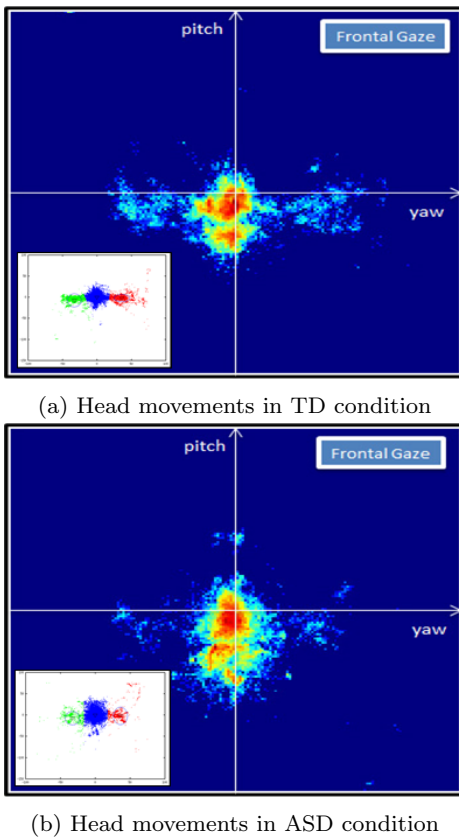 pitch
Frontal Gaze
yaw
(a) Head movements in TD condition
pitch
Frontal Gaze
yaw
(b) Head movements in ASD condition